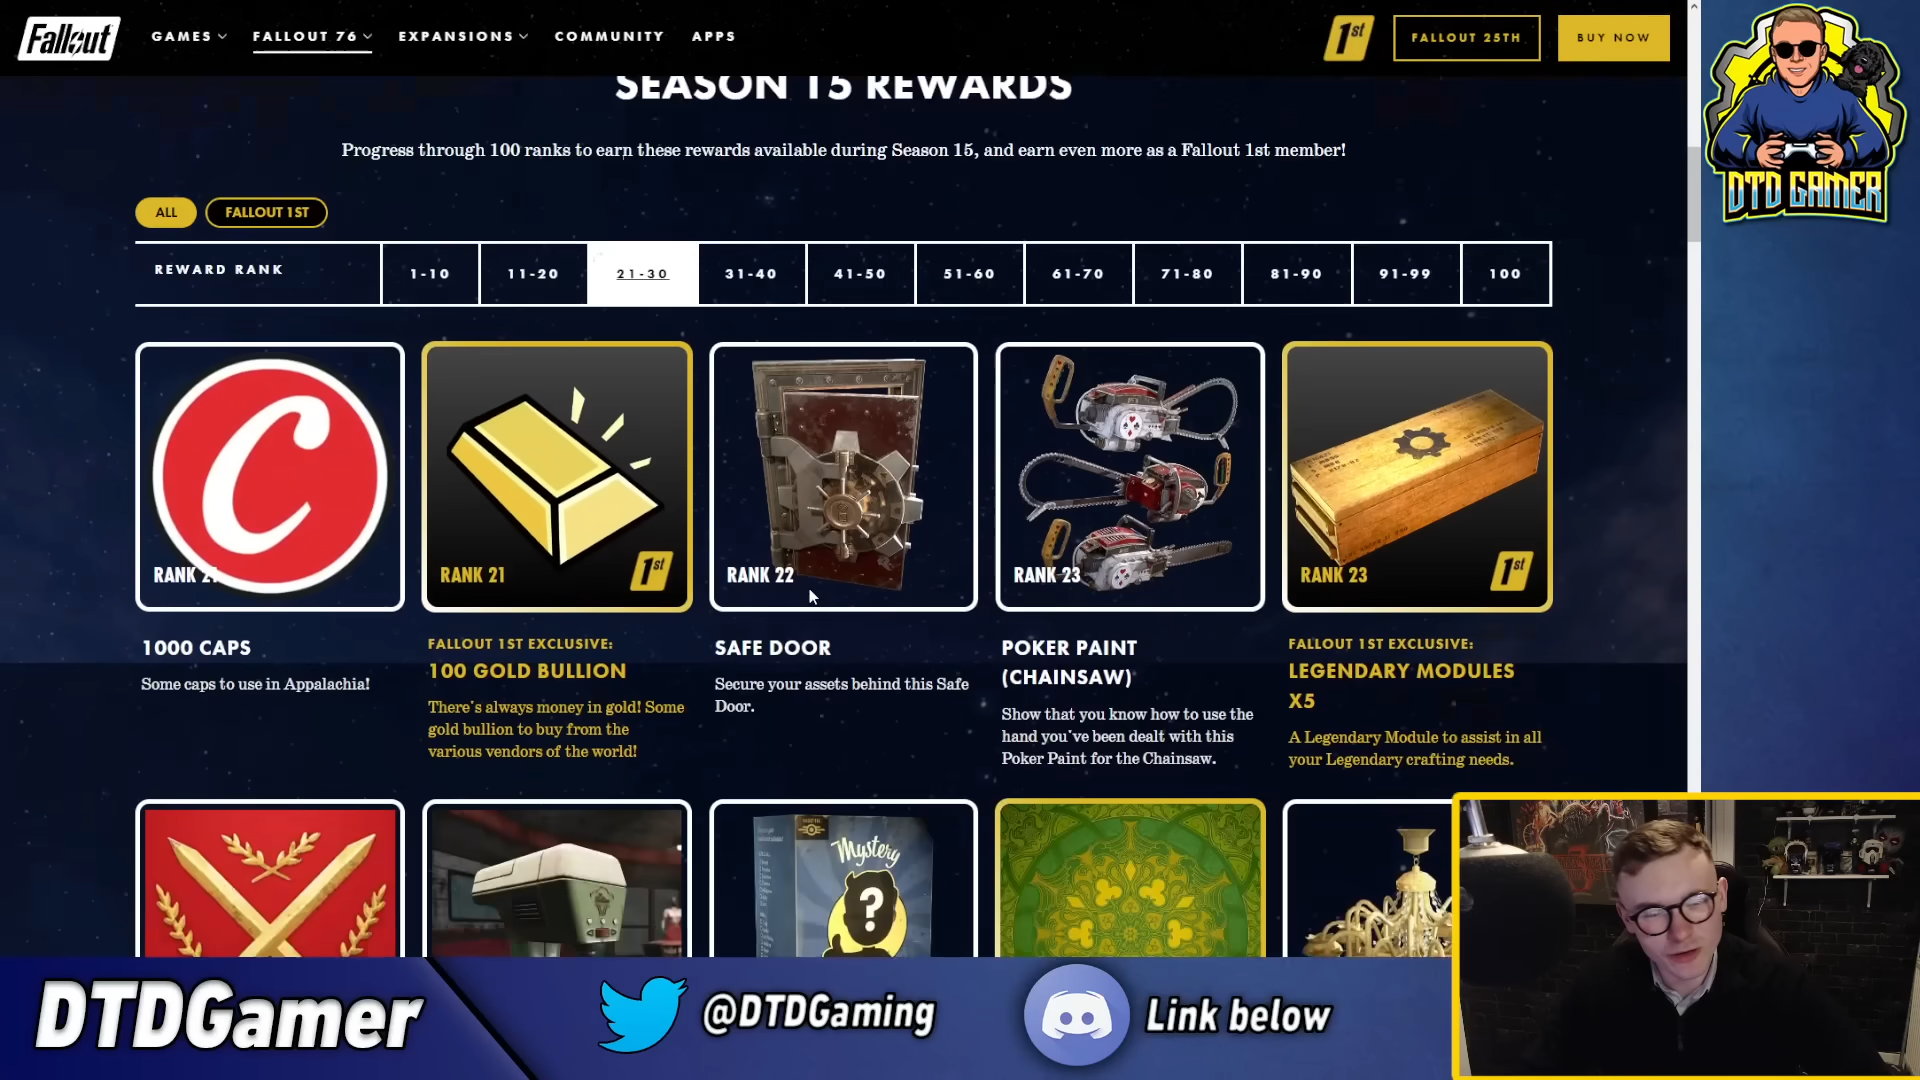 Fallout
GAMES
FALLOUT 76
EXPANSIONS
COMMUNITY
APPS
1st
FALLOUT 25TH
BUY NOW
DTD GAMER
SEASON 15 REWARDS
Progress through 100 ranks to earn these rewards available during Season 15, and earn even more as a Fallout 1st member!
ALL
FALLOUT 1ST
REWARD RANK
1-10
11-20
21-30
31-40
41-50
51-60
61-70
71-80
81-90
91-99
100
C
RANK 21
RANK 21
1st
RANK 22
RANK 23
RANK 23
1st
1000 CAPS
Some caps to use in Appalachia!
FALLOUT 1ST EXCLUSIVE:
100 GOLD BULLION
There's always money in gold! Some
gold bullion to buy from the
various vendors of the world!
SAFE DOOR
Secure your assets behind this Safe
Door.
POKER PAINT
(CHAINSAW)
Show that you know how to use the
hand you've been dealt with this
Poker Paint for the Chainsaw.
FALLOUT 1ST EXCLUSIVE:
LEGENDARY MODULES
X5
A Legendary Module to assist in all
your Legendary crafting needs.
Mystery
?
DTDGamer
@DTDGaming
Link below